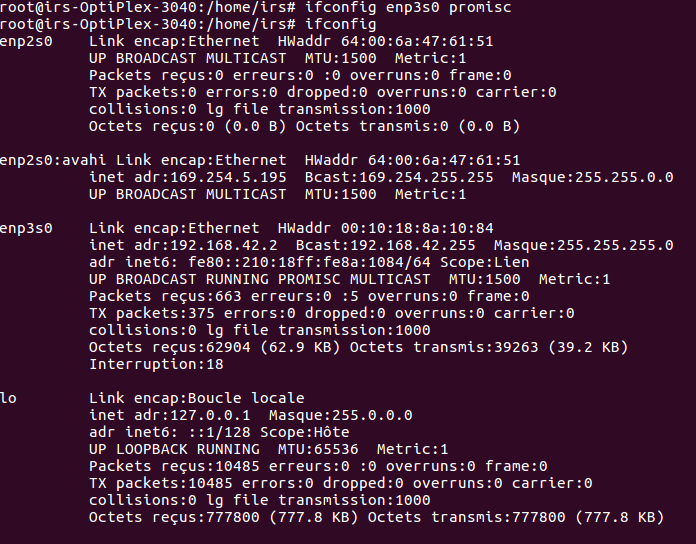 root@irs-OptiPlex-3040:/home/irs# ifconfig enp3s0 promisc
root@irs-OptiPlex-3040:/home/irs# ifconfig
enp2s0    Link encap:Ethernet  HWaddr 64:00:6a:47:61:51
          UP BROADCAST MULTICAST  MTU:1500  Metric:1
          Packets reçus:0 erreurs:0 :0 overruns:0 frame:0
          TX packets:0 errors:0 dropped:0 overruns:0 carrier:0
          collisions:0 lg file transmission:1000
          Octets reçus:0 (0.0 B) Octets transmis:0 (0.0 B)
enp2s0:avahi Link encap:Ethernet  HWaddr 64:00:6a:47:61:51
          inet adr:169.254.5.195  Bcast:169.254.255.255  Masque:255.255.0.0
          UP BROADCAST MULTICAST  MTU:1500  Metric:1
enp3s0    Link encap:Ethernet  HWaddr 00:10:18:8a:10:84
          inet adr:192.168.42.2  Bcast:192.168.42.255  Masque:255.255.255.0
          adr inet6: fe80::210:18ff:fe8a:1084/64 Scope:Lien
          UP BROADCAST RUNNING PROMISC MULTICAST  MTU:1500  Metric:1
          Packets reçus:663 erreurs:0 :5 overruns:0 frame:0
          TX packets:375 errors:0 dropped:0 overruns:0 carrier:0
          collisions:0 lg file transmission:1000
          Octets reçus:62904 (62.9 KB) Octets transmis:39263 (39.2 KB)
          Interruption:18
lo        Link encap:Boucle locale
          inet adr:127.0.0.1  Masque:255.0.0.0
          adr inet6: ::1/128 Scope:Hôte
          UP LOOPBACK RUNNING  MTU:65536  Metric:1
          Packets reçus:10485 erreurs:0 :0 overruns:0 frame:0
          TX packets:10485 errors:0 dropped:0 overruns:0 carrier:0
          collisions:0 lg file transmission:1000
          Octets reçus:777800 (777.8 KB) Octets transmis:777800 (777.8 KB)